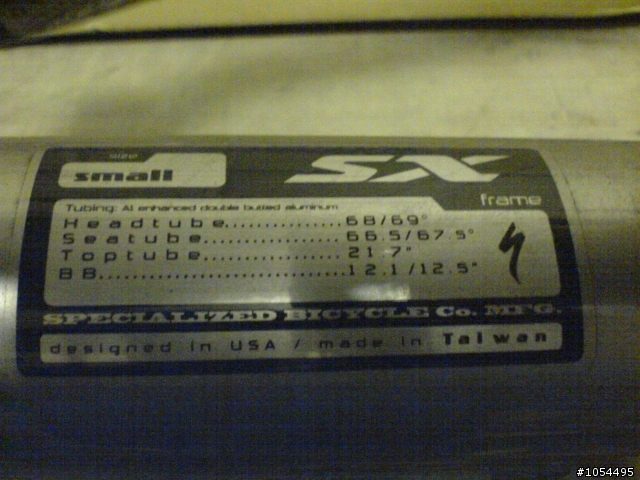 size
small
SX
frame
Tubing: A1 enhanced double butted aluminum
Headtube..............68/69°
Seatube................66.5/67.5°
Toptube................21.7"
BB............................12.1/12.5"
SPECIALIZED BICYCLE CO. MFG.
designed in USA / made in Taiwan
#1054495